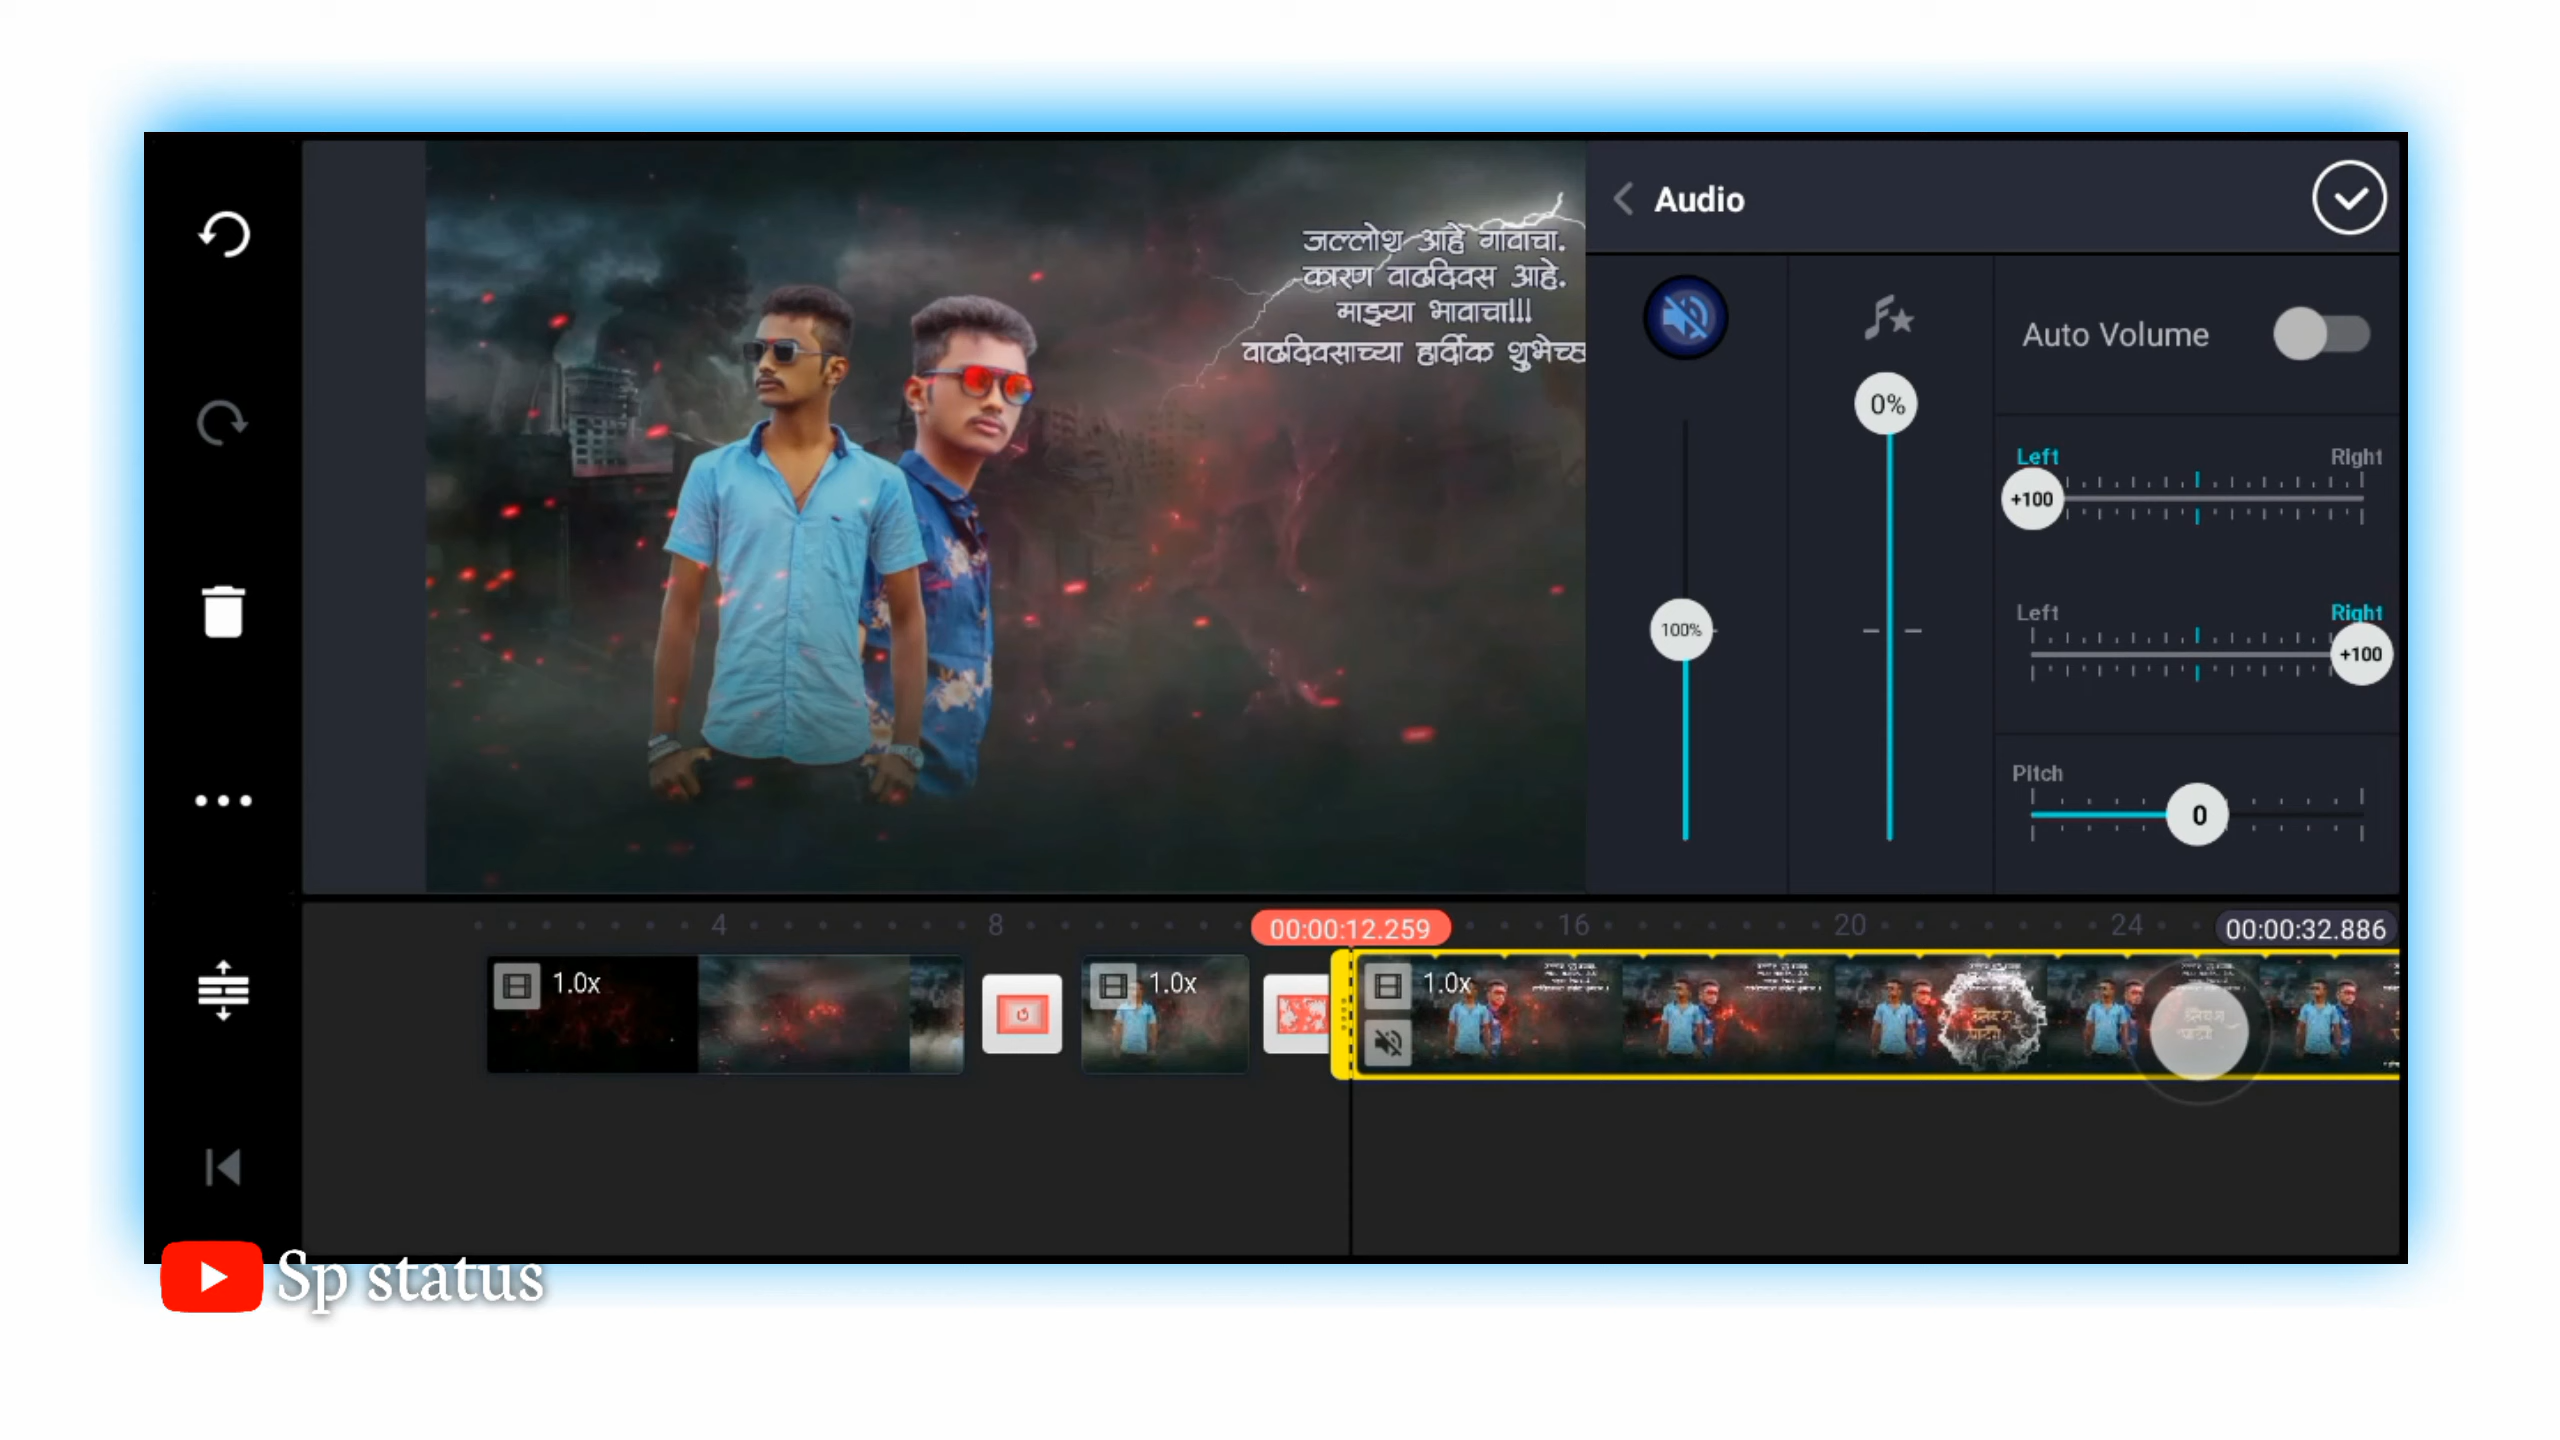 जल्लोश आहे गावाचा.
कारण वाढदिवस आहे.
माझ्या भावाचा!!!
वाढदिवसाच्या हार्दीक शुभेच्छ
Audio
Auto Volume
0%
100%
Left Right
+100
Left Right
+100
Pitch
0
4 8 00:00:12.259 16 20 24 00:00:32.886
1.0x 1.0x 1.0x
Sp status